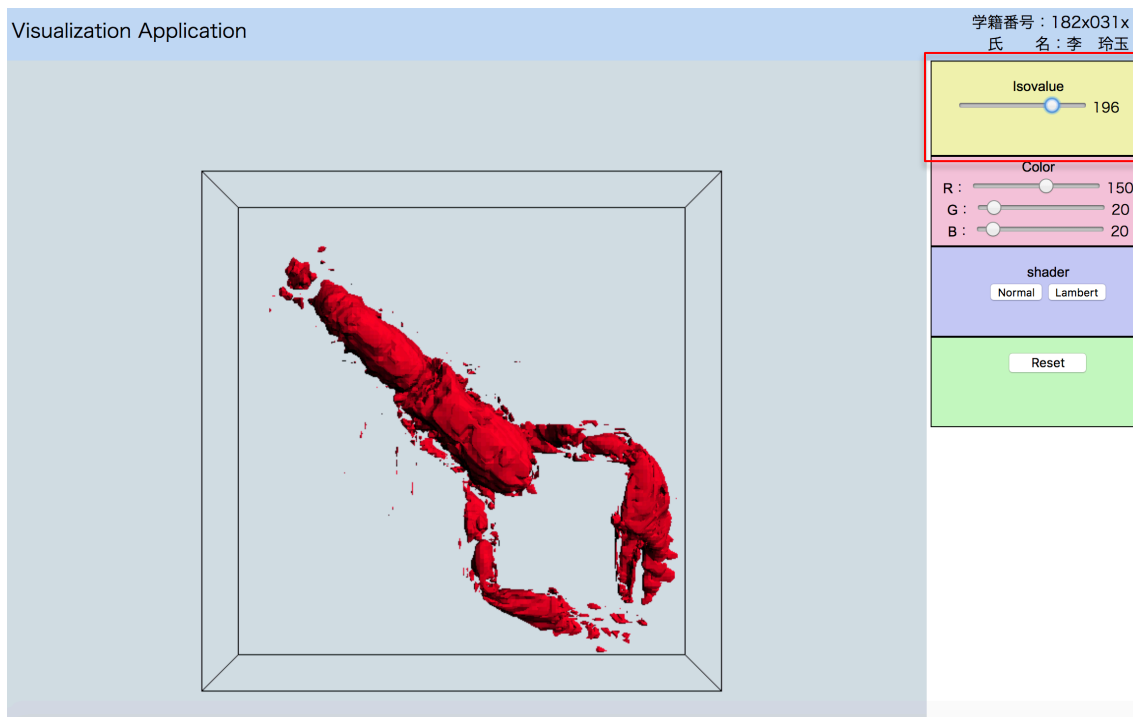 Visualization Application
学籍番号：182x031x
氏　　名：李　玲玉
Isovalue
196
Color
R： 150
G： 20
B： 20
shader
Normal Lambert
Reset